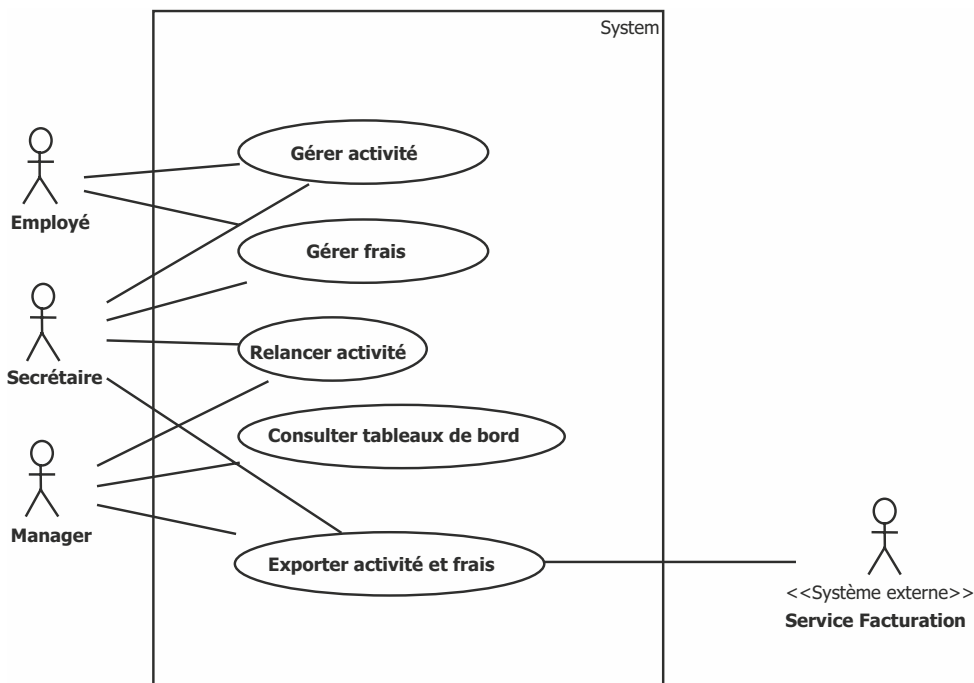 System
Gérer activité
Employé
Gérer frais
Relancer activité
Secrétaire
Consulter tableaux de bord
Manager
Exporter activité et frais
<<Système externe>>
Service Facturation